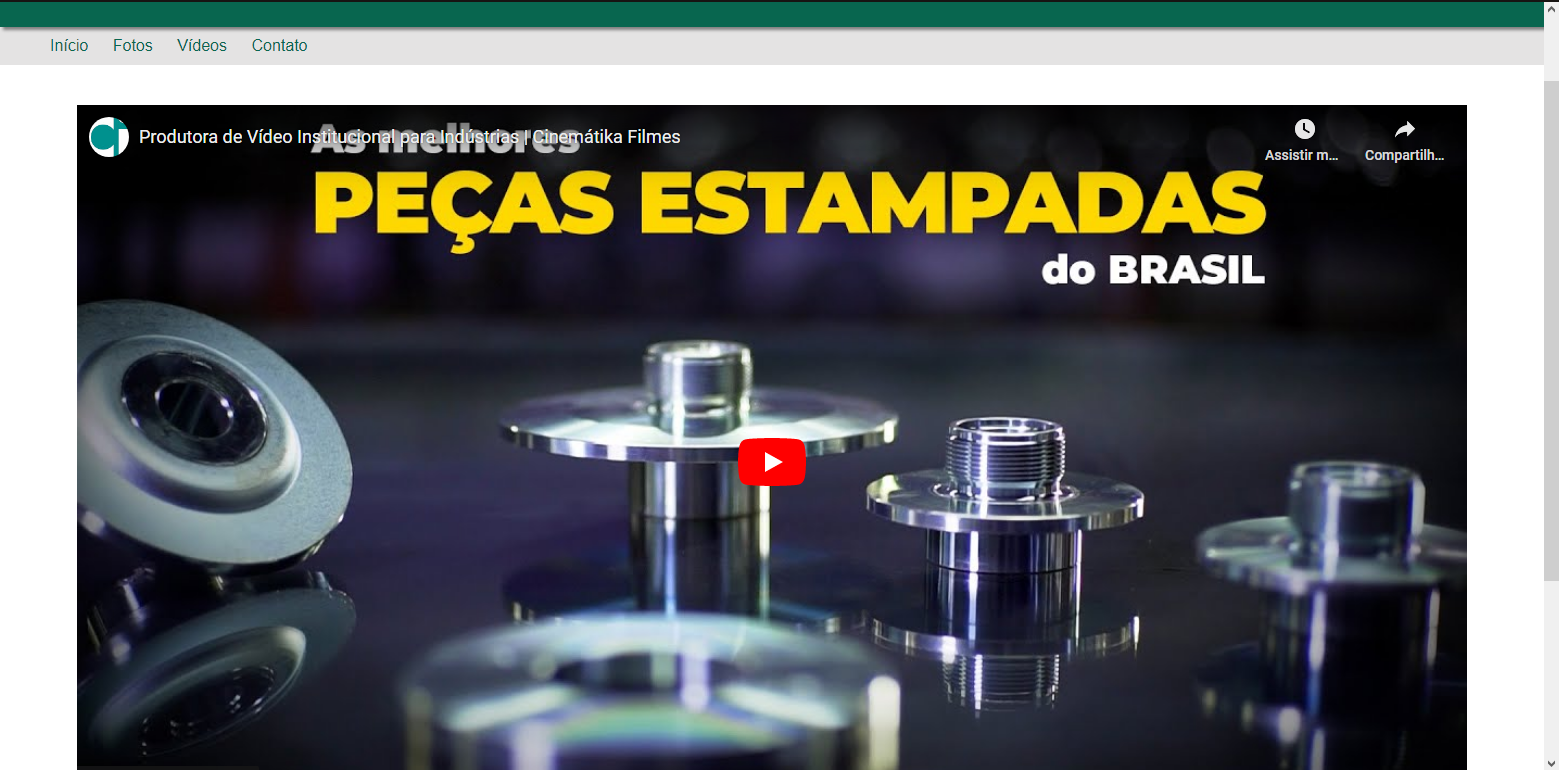 Início Fotos Vídeos Contato
Produtora de Vídeo Institucional para Indústrias | Cinemátika Filmes
As melhores
Assistir m... Compartilh...
PEÇAS ESTAMPADAS
do BRASIL